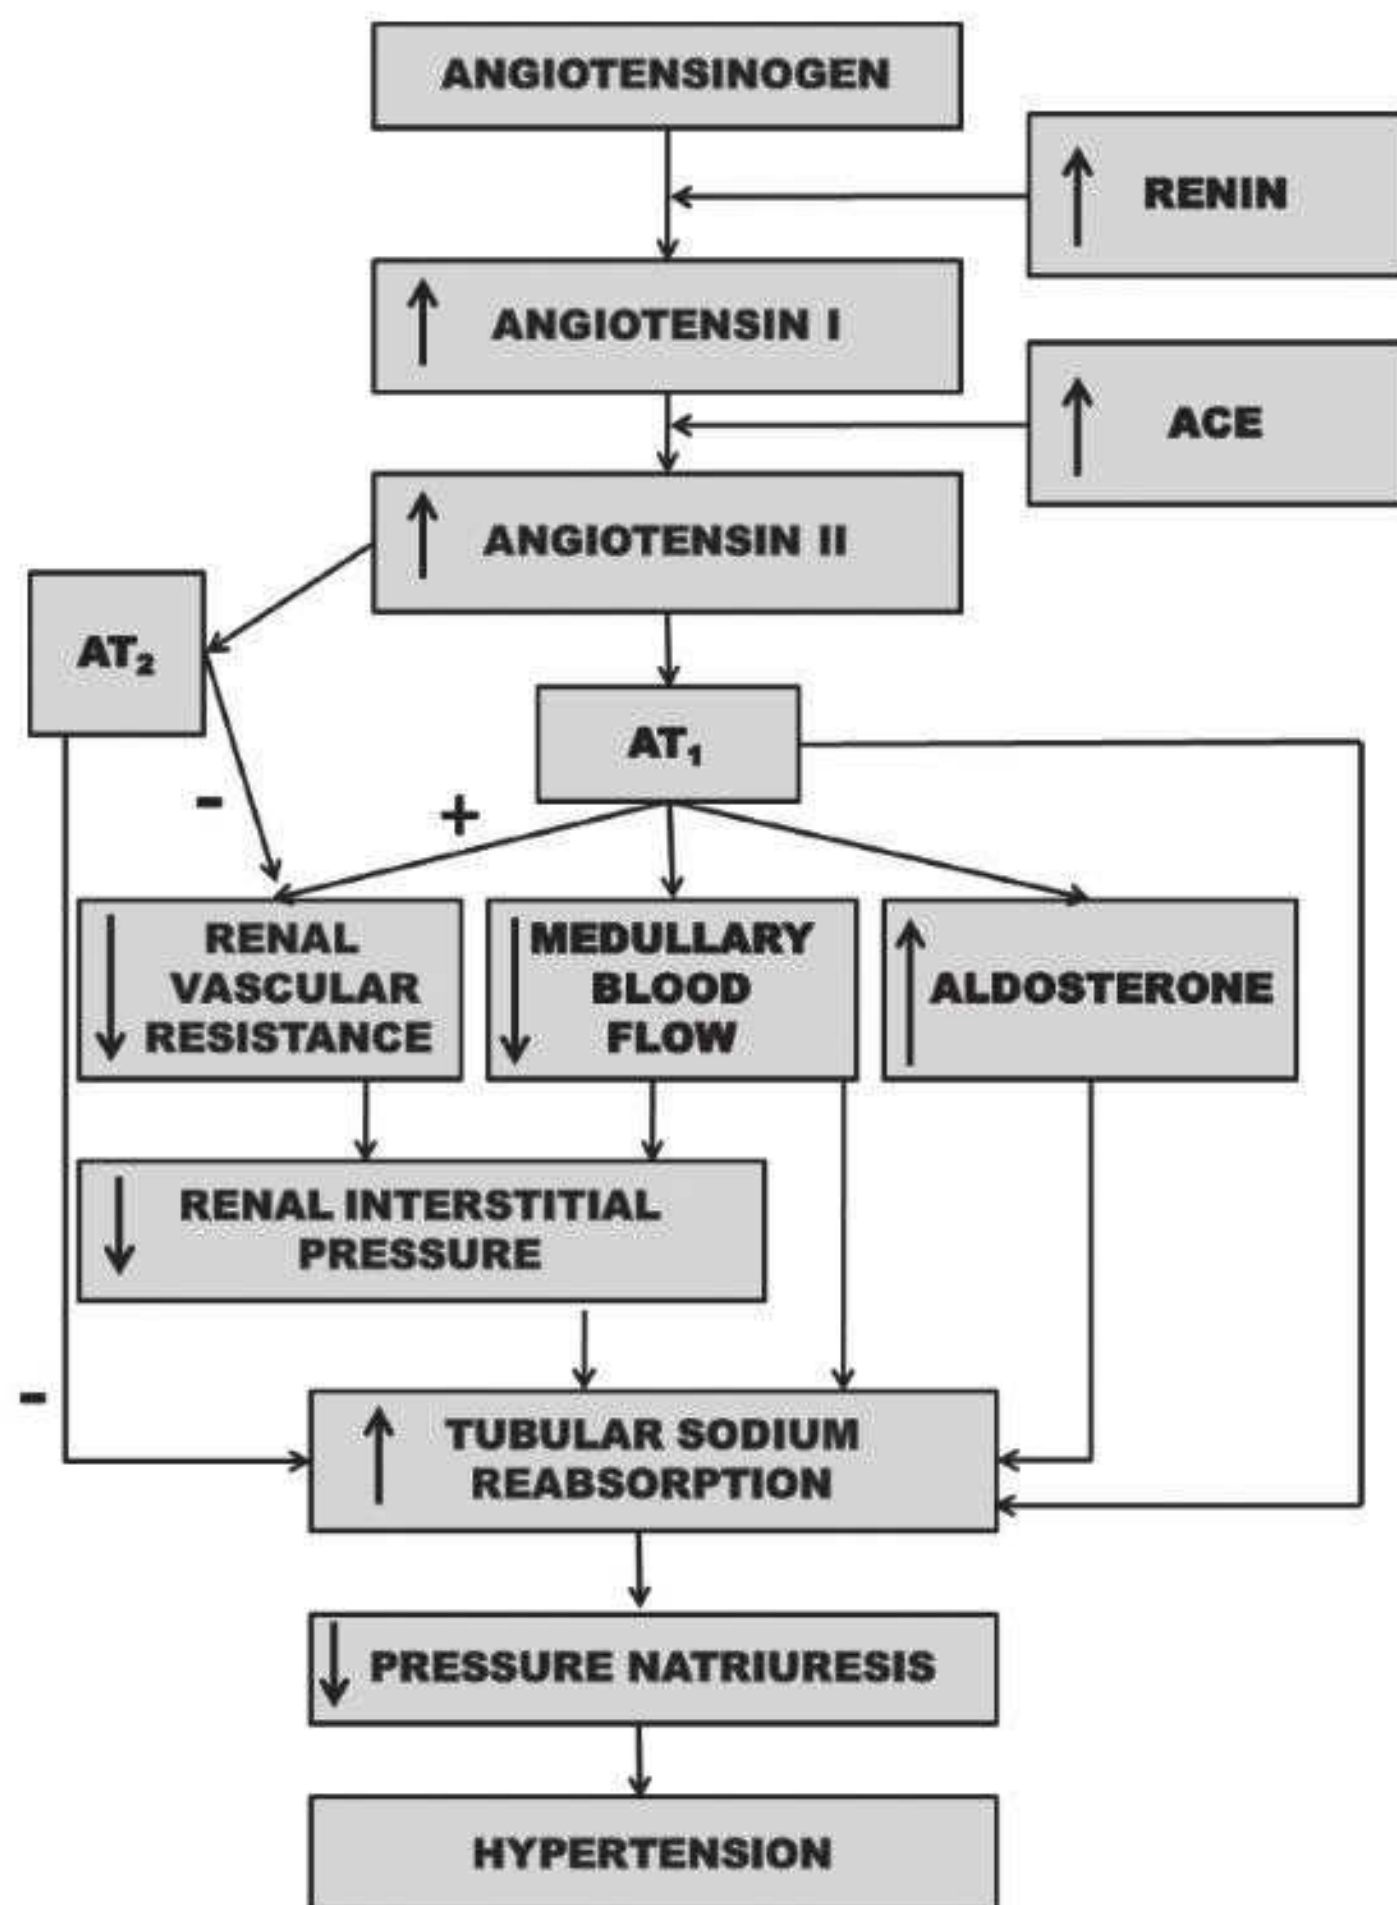 ANGIOTENSINOGEN
RENIN
ANGIOTENSIN I
ACE
ANGIOTENSIN II
AT₂
AT₁
-
+
RENAL
VASCULAR
RESISTANCE
MEDULLARY
BLOOD
FLOW
ALDOSTERONE
RENAL INTERSTITIAL
PRESSURE
-
TUBULAR SODIUM
REABSORPTION
PRESSURE NATRIURESIS
HYPERTENSION